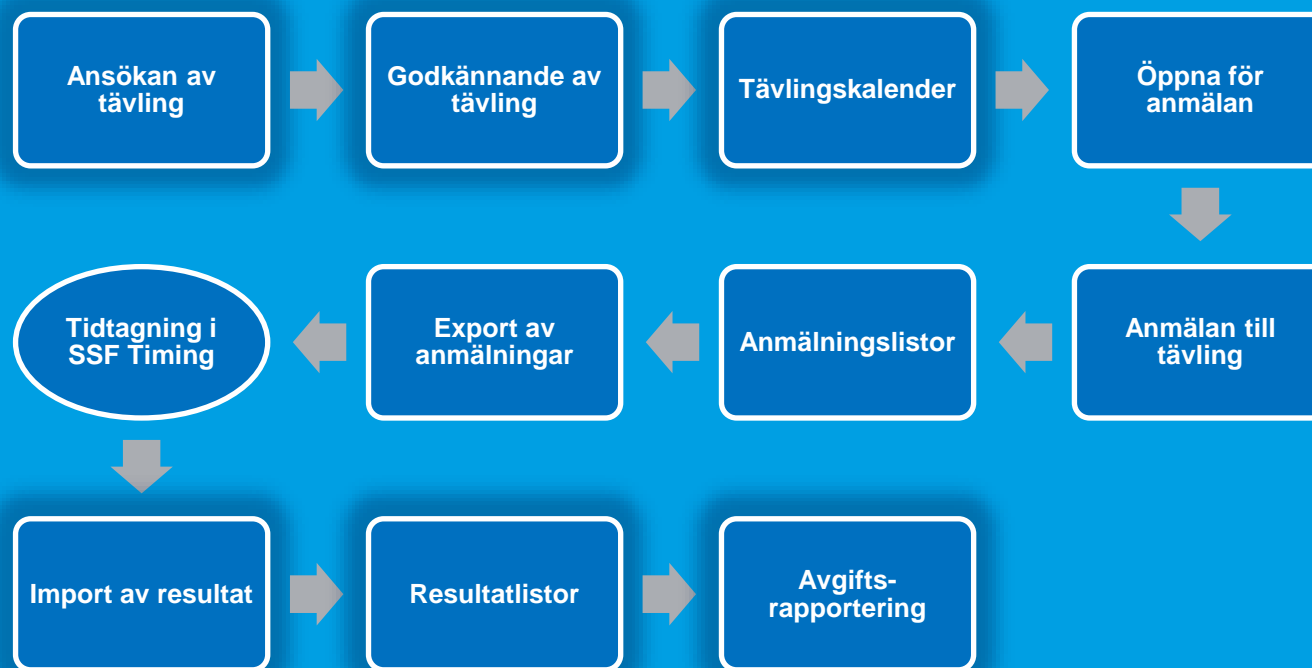 Ansökan av
tävling
Godkännande av
tävling
Tävlingskalender
Öppna för
anmälan
Anmälan till
tävling
Anmälningslistor
Export av
anmälningar
Tidtagning i
SSF Timing
Import av resultat
Resultatlistor
Avgifts-
rapportering